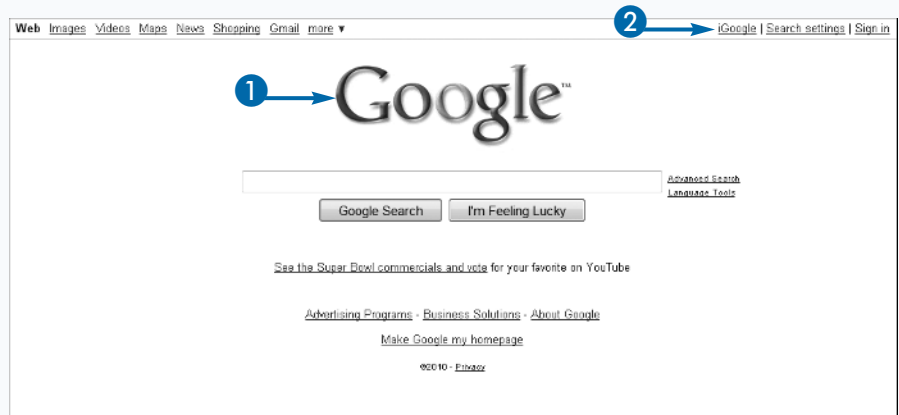 2
Web Images Videos Maps News Shopping Gmail more ▼ iGoogle | Search settings | Sign in
1
Google™
Advanced Search
Language Tools
Google Search I'm Feeling Lucky
See the Super Bowl commercials and vote for your favorite on YouTube
Advertising Programs - Business Solutions - About Google
Make Google my homepage
©2010 - Privacy